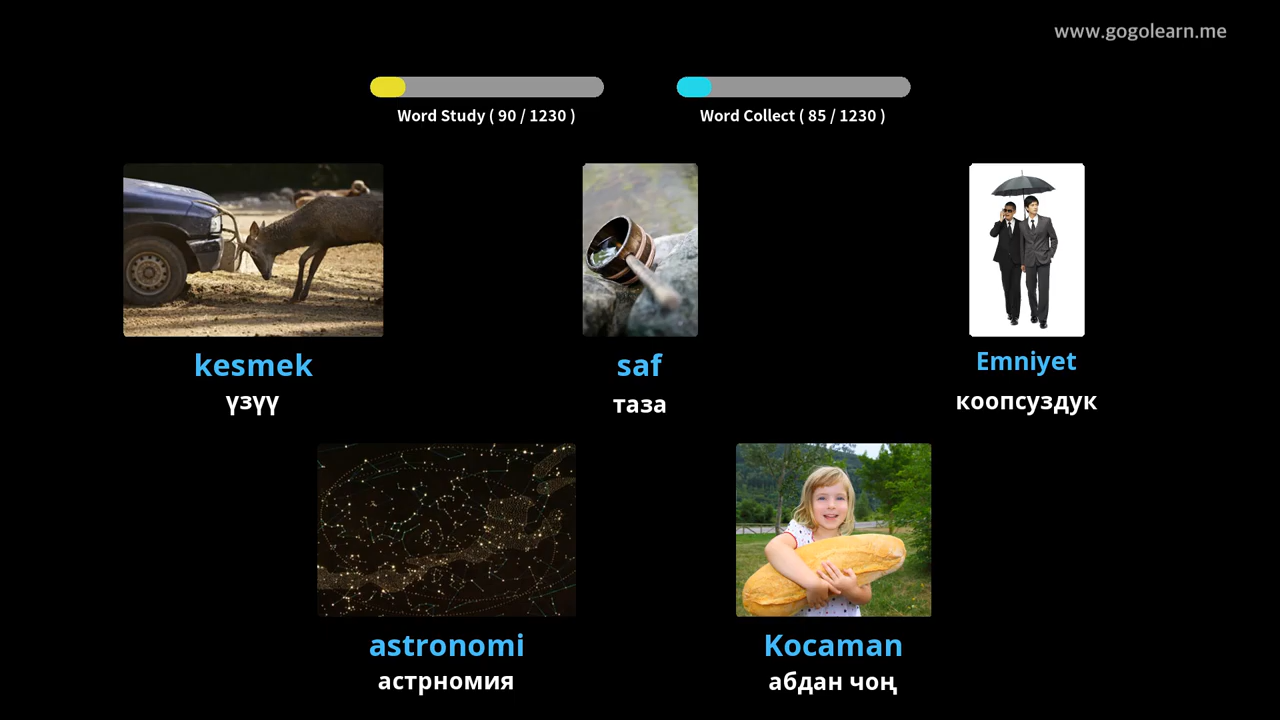 www.gogolearn.me
Word Study ( 90 / 1230 )
Word Collect ( 85 / 1230 )
kesmek
үзүү
saf
таза
Emniyet
коопсуздук
astronomi
астрномия
Kocaman
абдан чоң